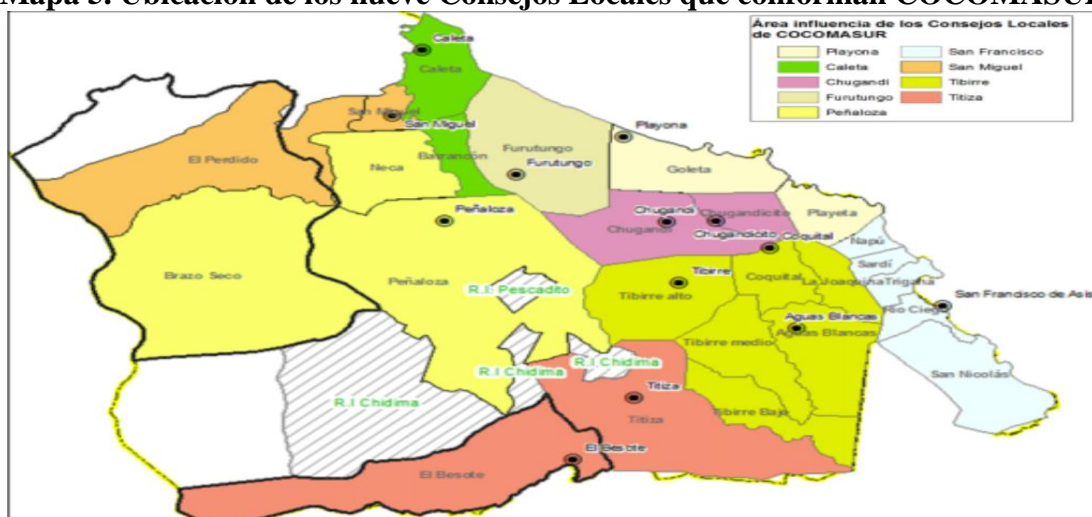 Mapa 3. Ubicación de los nueve Consejos Locales que conforman COCOMASUR
Área influencia de los Consejos Locales
de COCOMASUR
Playona
San Francisco
Caleta
San Miguel
Chugandi
Tibirre
Furutungo
Titiza
Peñaloza
Caleta
Caleta
San Miguel
San Miguel
El Perdido
Neca
Barrancón
Furutungo
Furutungo
Playona
Goleta
Peñaloza
Chugandí
Chugandi
Chugandicito
Chugandicito
Coquital
Playeta
Napú
Sardí
Brazo Seco
Peñaloza
R.I. Pescadito
Tibirre
Tibirre alto
Coquital
La Joaquina
Trigana
Rio Ciego
San Francisco de Asis
Aguas Blancas
Aguas Blancas
Tibirre medio
R.I Chidima
R.I Chidima
R.I Chidima
San Nicolás
Titiza
Titiza
Tibirre Bajo
El Besote
El Besote